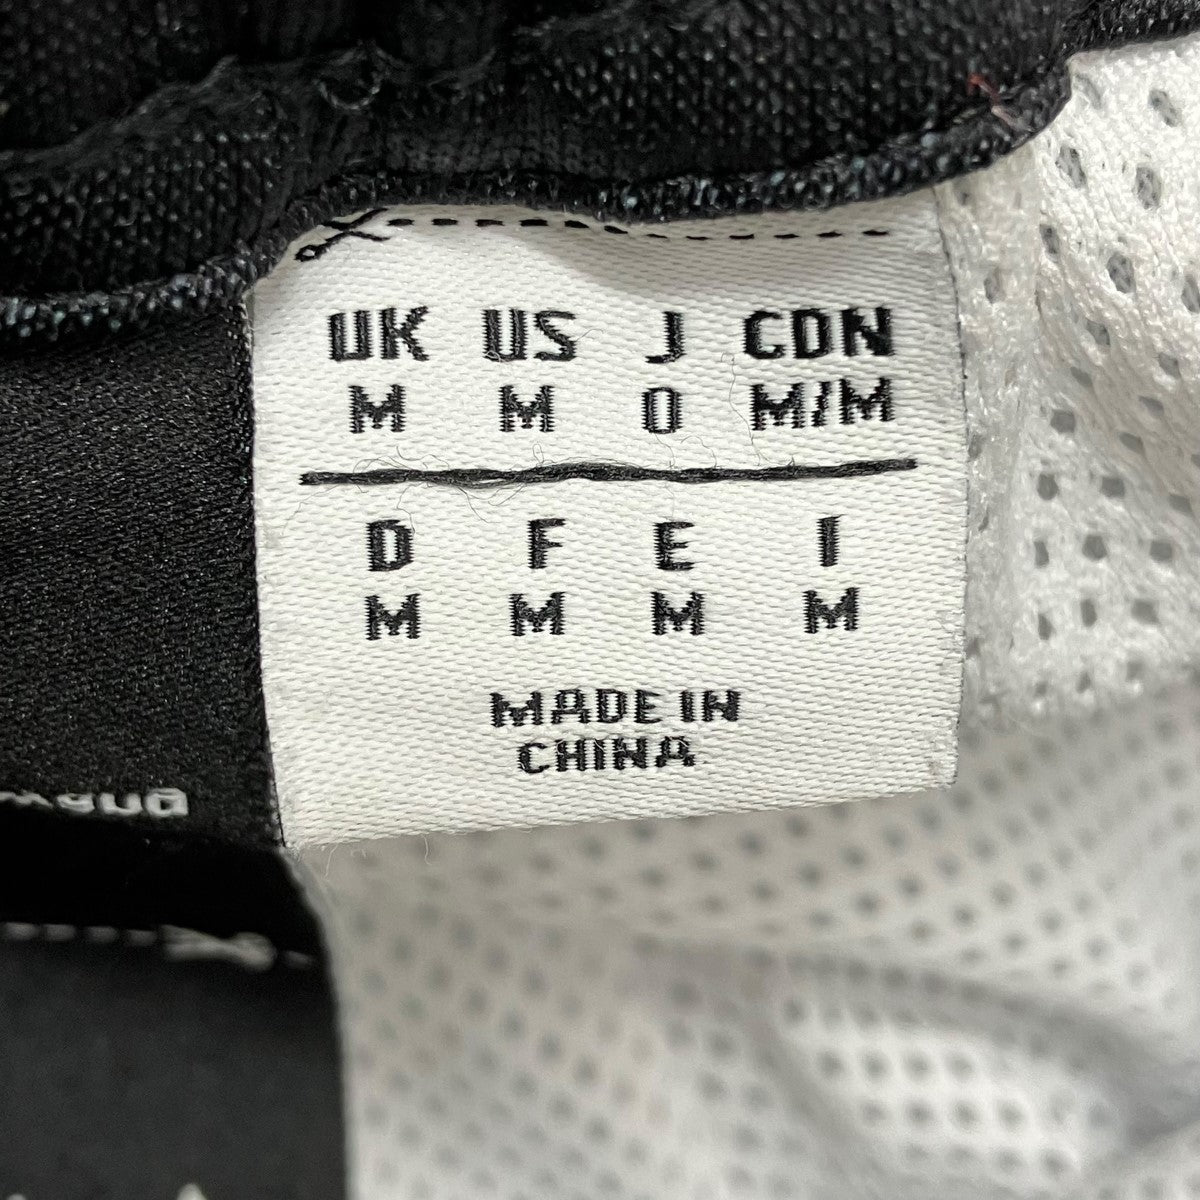 UK US J CDN
M M O M/M
D F E I
M M M M
MADE IN
CHINA